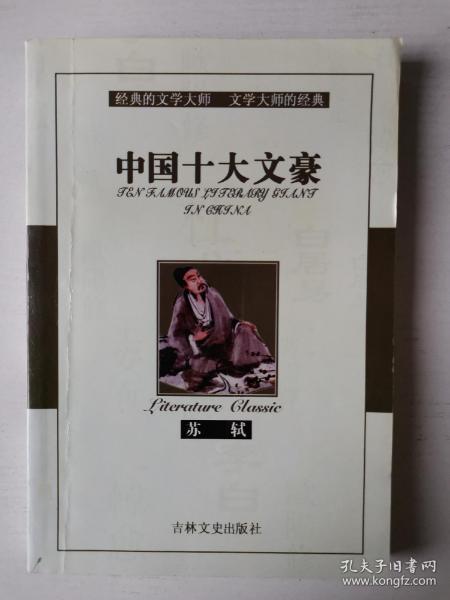 经典的文学大师 文学大师的经典
中国十大文豪
TEN FAMOUS LITERARY GIANT
IN CHINA
Literature Classic
苏 轼
吉林文史出版社
孔夫子旧书网
www.kongfz.com